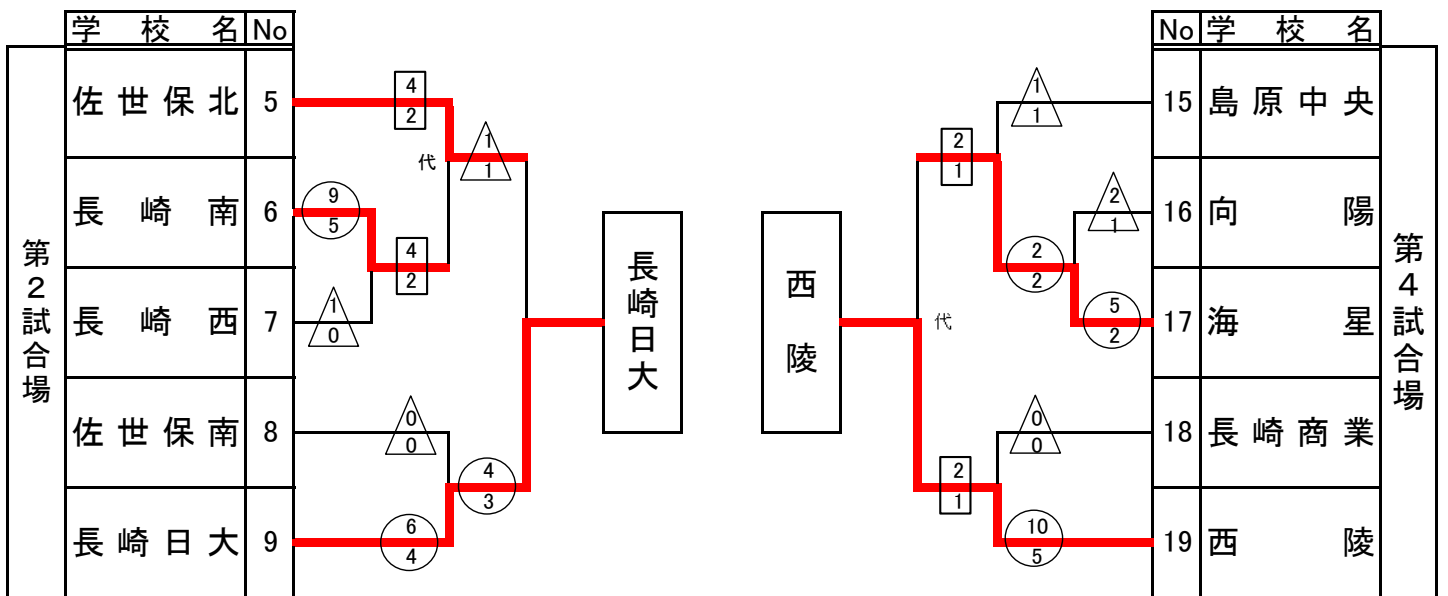 学校名 No
第2試合場
佐世保北 5
長崎南 6
長崎西 7
佐世保南 8
長崎日大 9
4
2
代
1
1
9
5
4
2
1
0
0
0
4
3
6
4
長崎日大
西陵
No 学校名
第4試合場
15 島原中央
16 向陽
17 海星
18 長崎商業
19 西陵
1
1
2
1
2
1
2
2
5
2
代
0
0
2
1
10
5